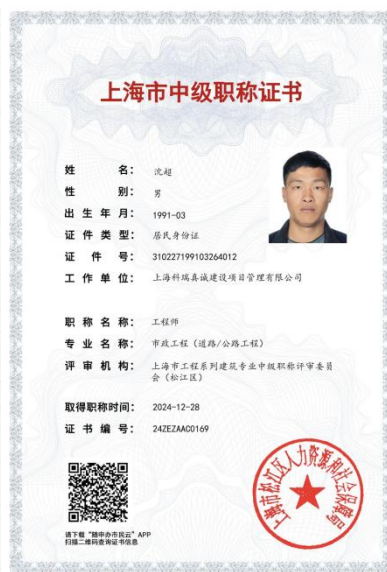 上海市中级职称证书
姓名： 沈超
性别： 男
出生年月： 1991-03
证件类型： 居民身份证
证件号： 310227199103264012
工作单位： 上海科瑞真诚建设项目管理有限公司
职称名称： 工程师
专业名称： 市政工程（道路/公路工程）
评审机构： 上海市工程系列建筑专业中级职称评审委员
会（松江区）
取得职称时间： 2024-12-28
证书编号： 24ZEZAAC0169
上海市松江区人力资源和社会保障局
请下载“随申办市民云”APP
扫描二维码查询证书信息